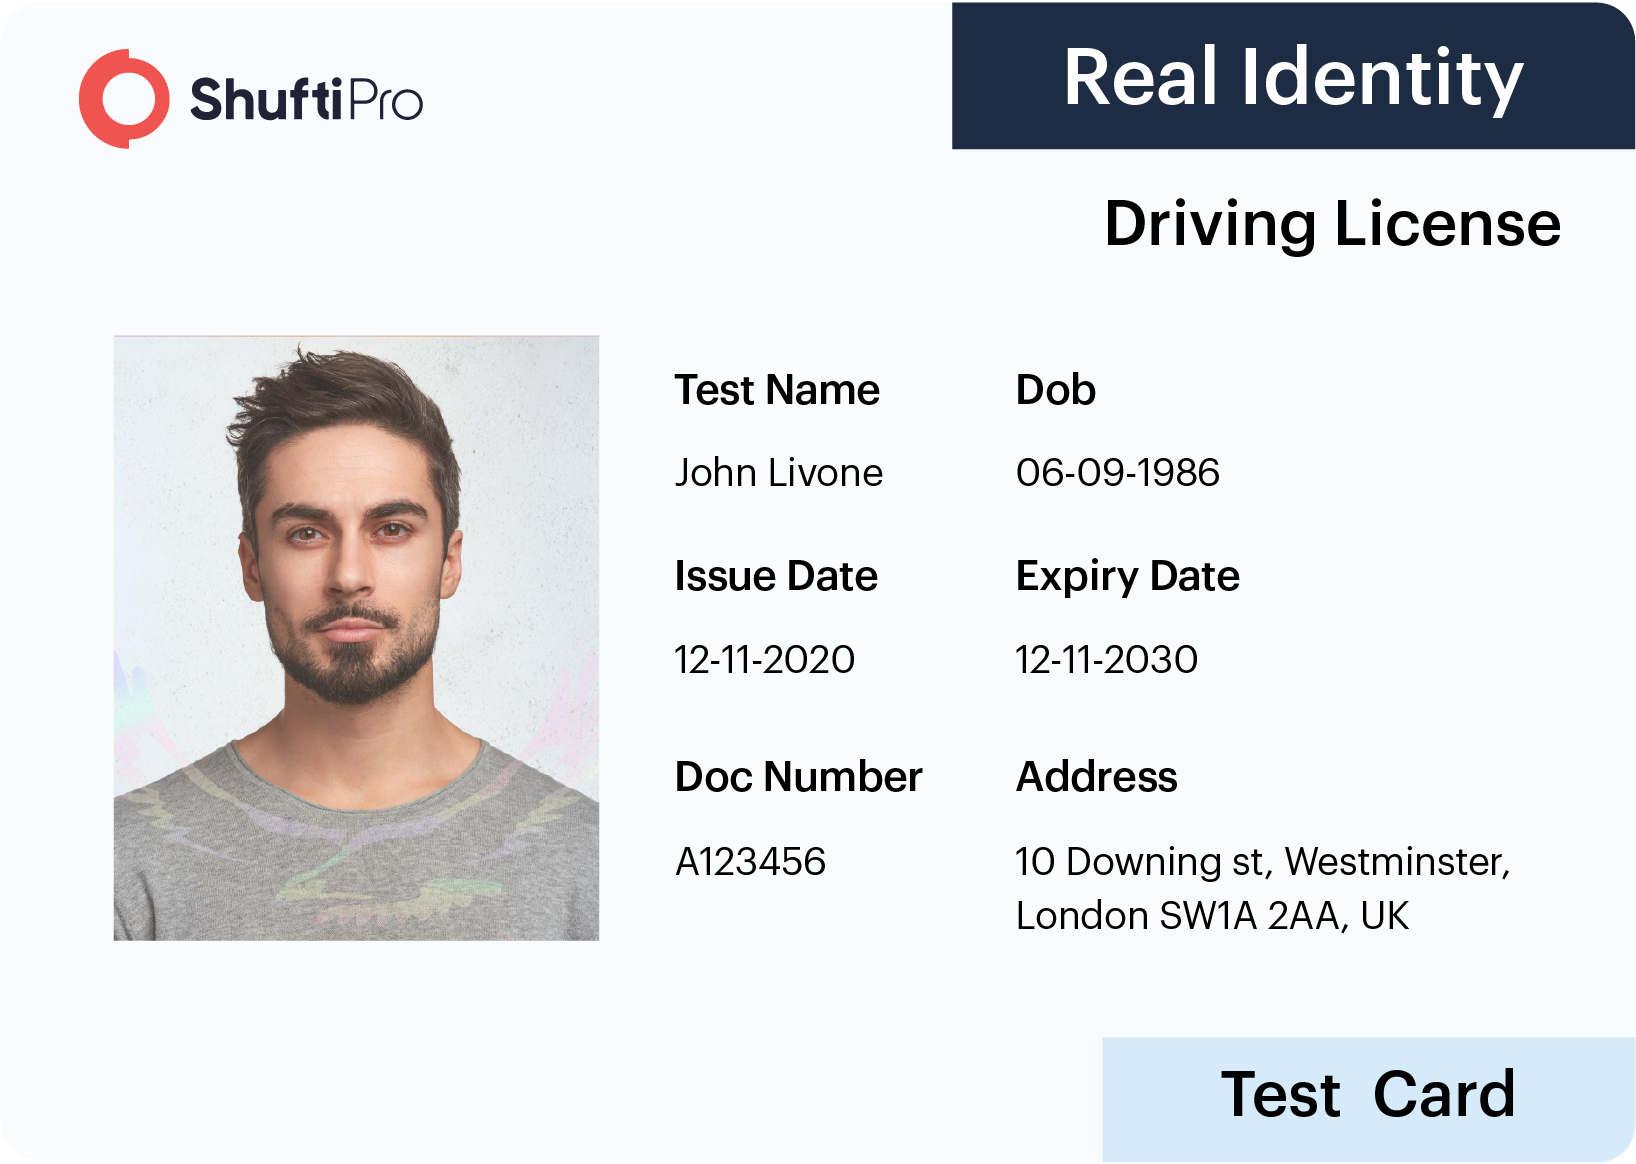 ShuftiPro
Real Identity
Driving License
Test Name
Dob
John Livone
06-09-1986
Issue Date
Expiry Date
12-11-2020
12-11-2030
Doc Number
Address
A123456
10 Downing st, Westminster,
London SW1A 2AA, UK
Test Card